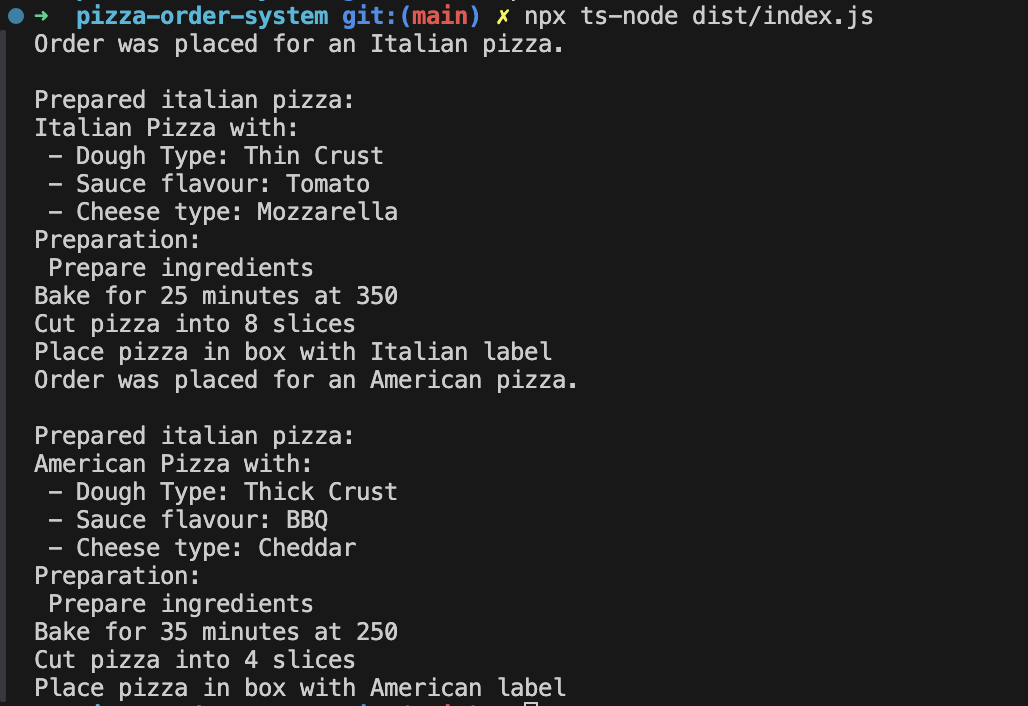 ➜ pizza-order-system git:(main) ✗ npx ts-node dist/index.js
Order was placed for an Italian pizza.
Prepared italian pizza:
Italian Pizza with:
- Dough Type: Thin Crust
- Sauce flavour: Tomato
- Cheese type: Mozzarella
Preparation:
Prepare ingredients
Bake for 25 minutes at 350
Cut pizza into 8 slices
Place pizza in box with Italian label
Order was placed for an American pizza.
Prepared italian pizza:
American Pizza with:
- Dough Type: Thick Crust
- Sauce flavour: BBQ
- Cheese type: Cheddar
Preparation:
Prepare ingredients
Bake for 35 minutes at 250
Cut pizza into 4 slices
Place pizza in box with American label